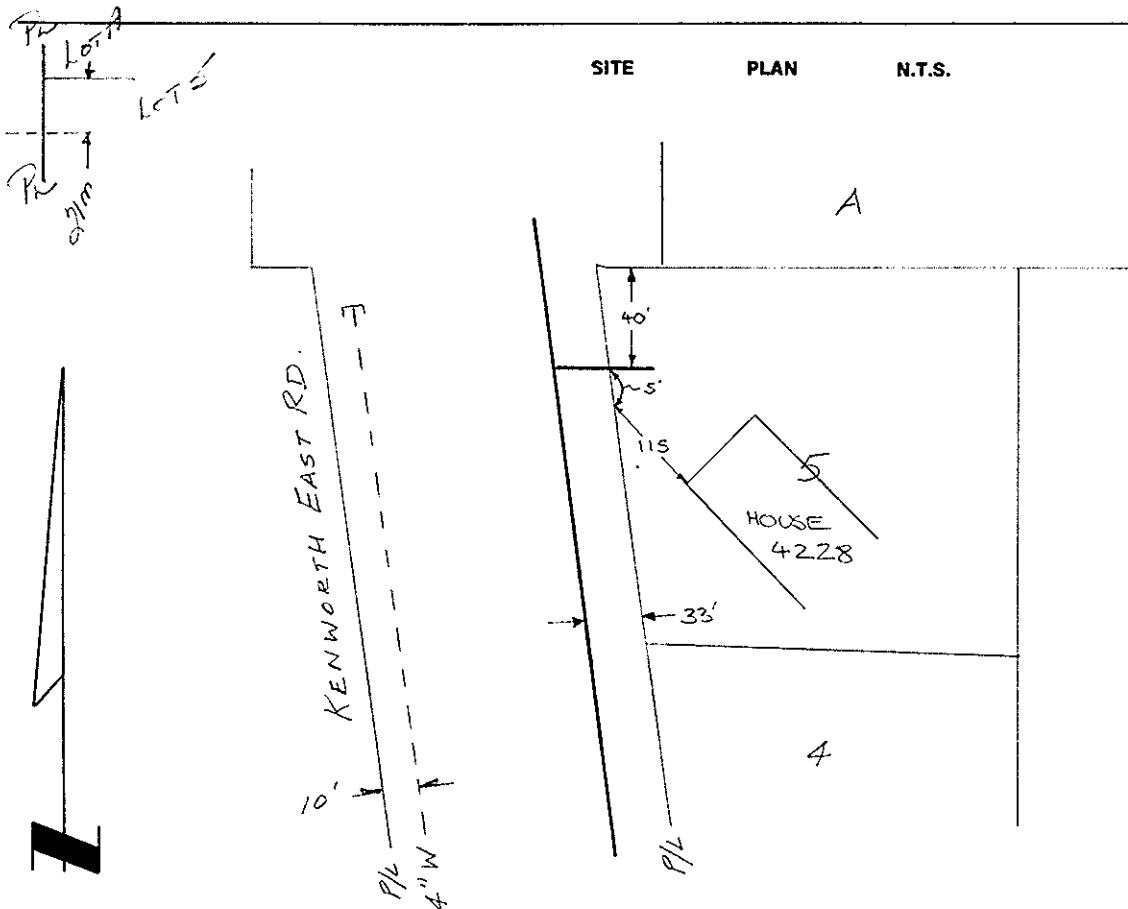 SITE PLAN N.T.S.
LOT A
LOT 5
A
40'
~5'
115
5
HOUSE
4228
33'
KENWORTH EAST RD.
10'
4
P/L
4" W
P/L